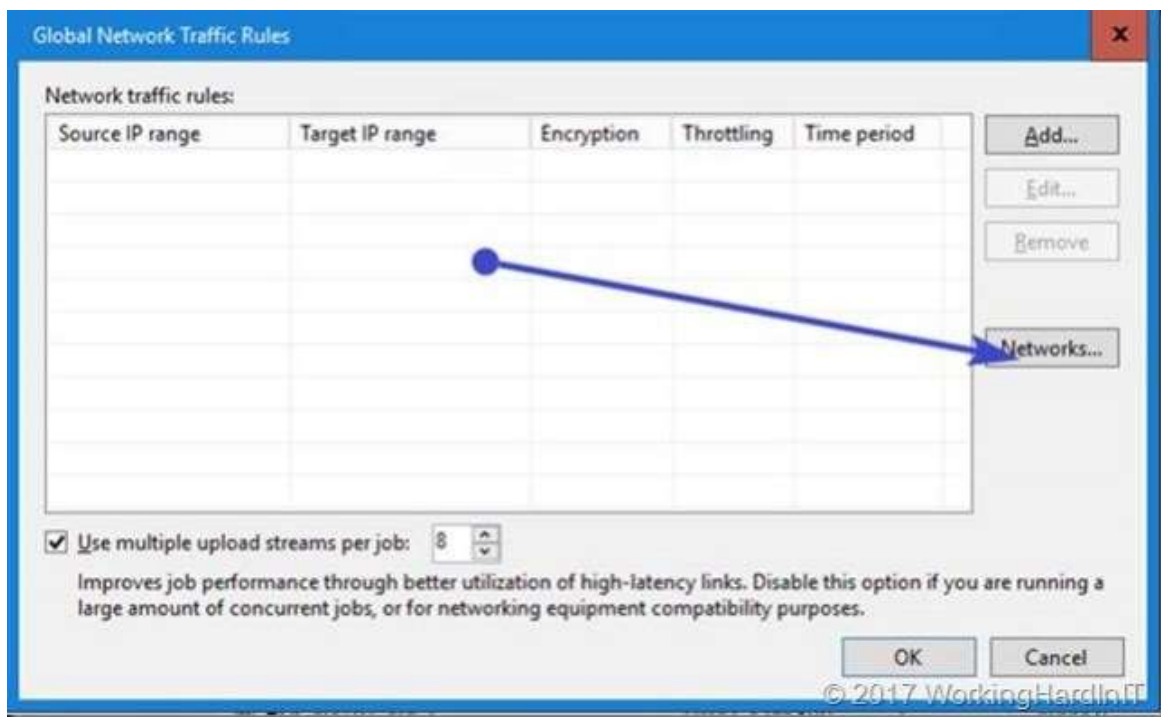 Global Network Traffic Rules
x
Network traffic rules:
Source IP range Target IP range Encryption Throttling Time period
Add...
Edit...
Remove
Networks...
Use multiple upload streams per job: 8
Improves job performance through better utilization of high-latency links. Disable this option if you are running a
large amount of concurrent jobs, or for networking equipment compatibility purposes.
OK Cancel
© 2017 WorkingHardInIT